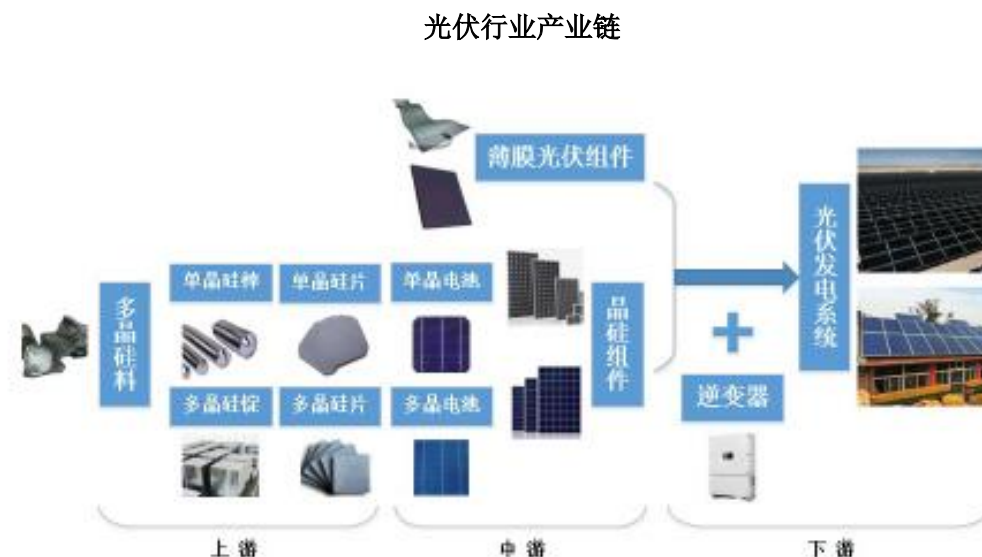 光伏行业产业链
薄膜光伏组件
单晶硅棒
单晶硅片
单晶电池
多晶硅料
晶硅组件
光伏发电系统
多晶硅锭
多晶硅片
多晶电池
逆变器
上游
中游
下游